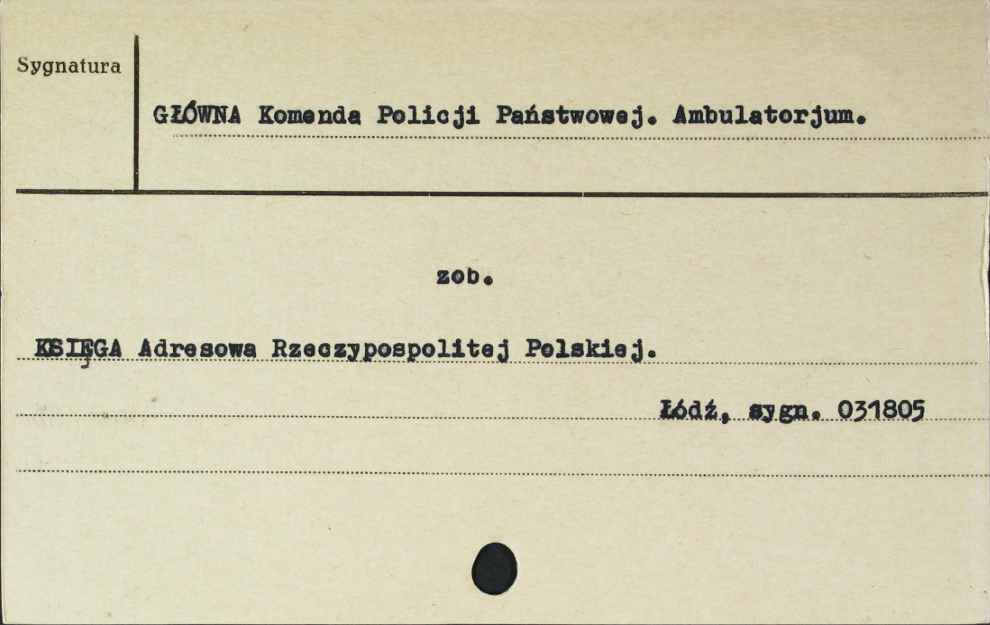 Sygnatura
GŁÓWNA Komenda Policji Państwowej. Ambulatorjum.
zob.
KSIĘGA Adresowa Rzeczypospolitej Polskiej.
Łódź, sygn. 031805